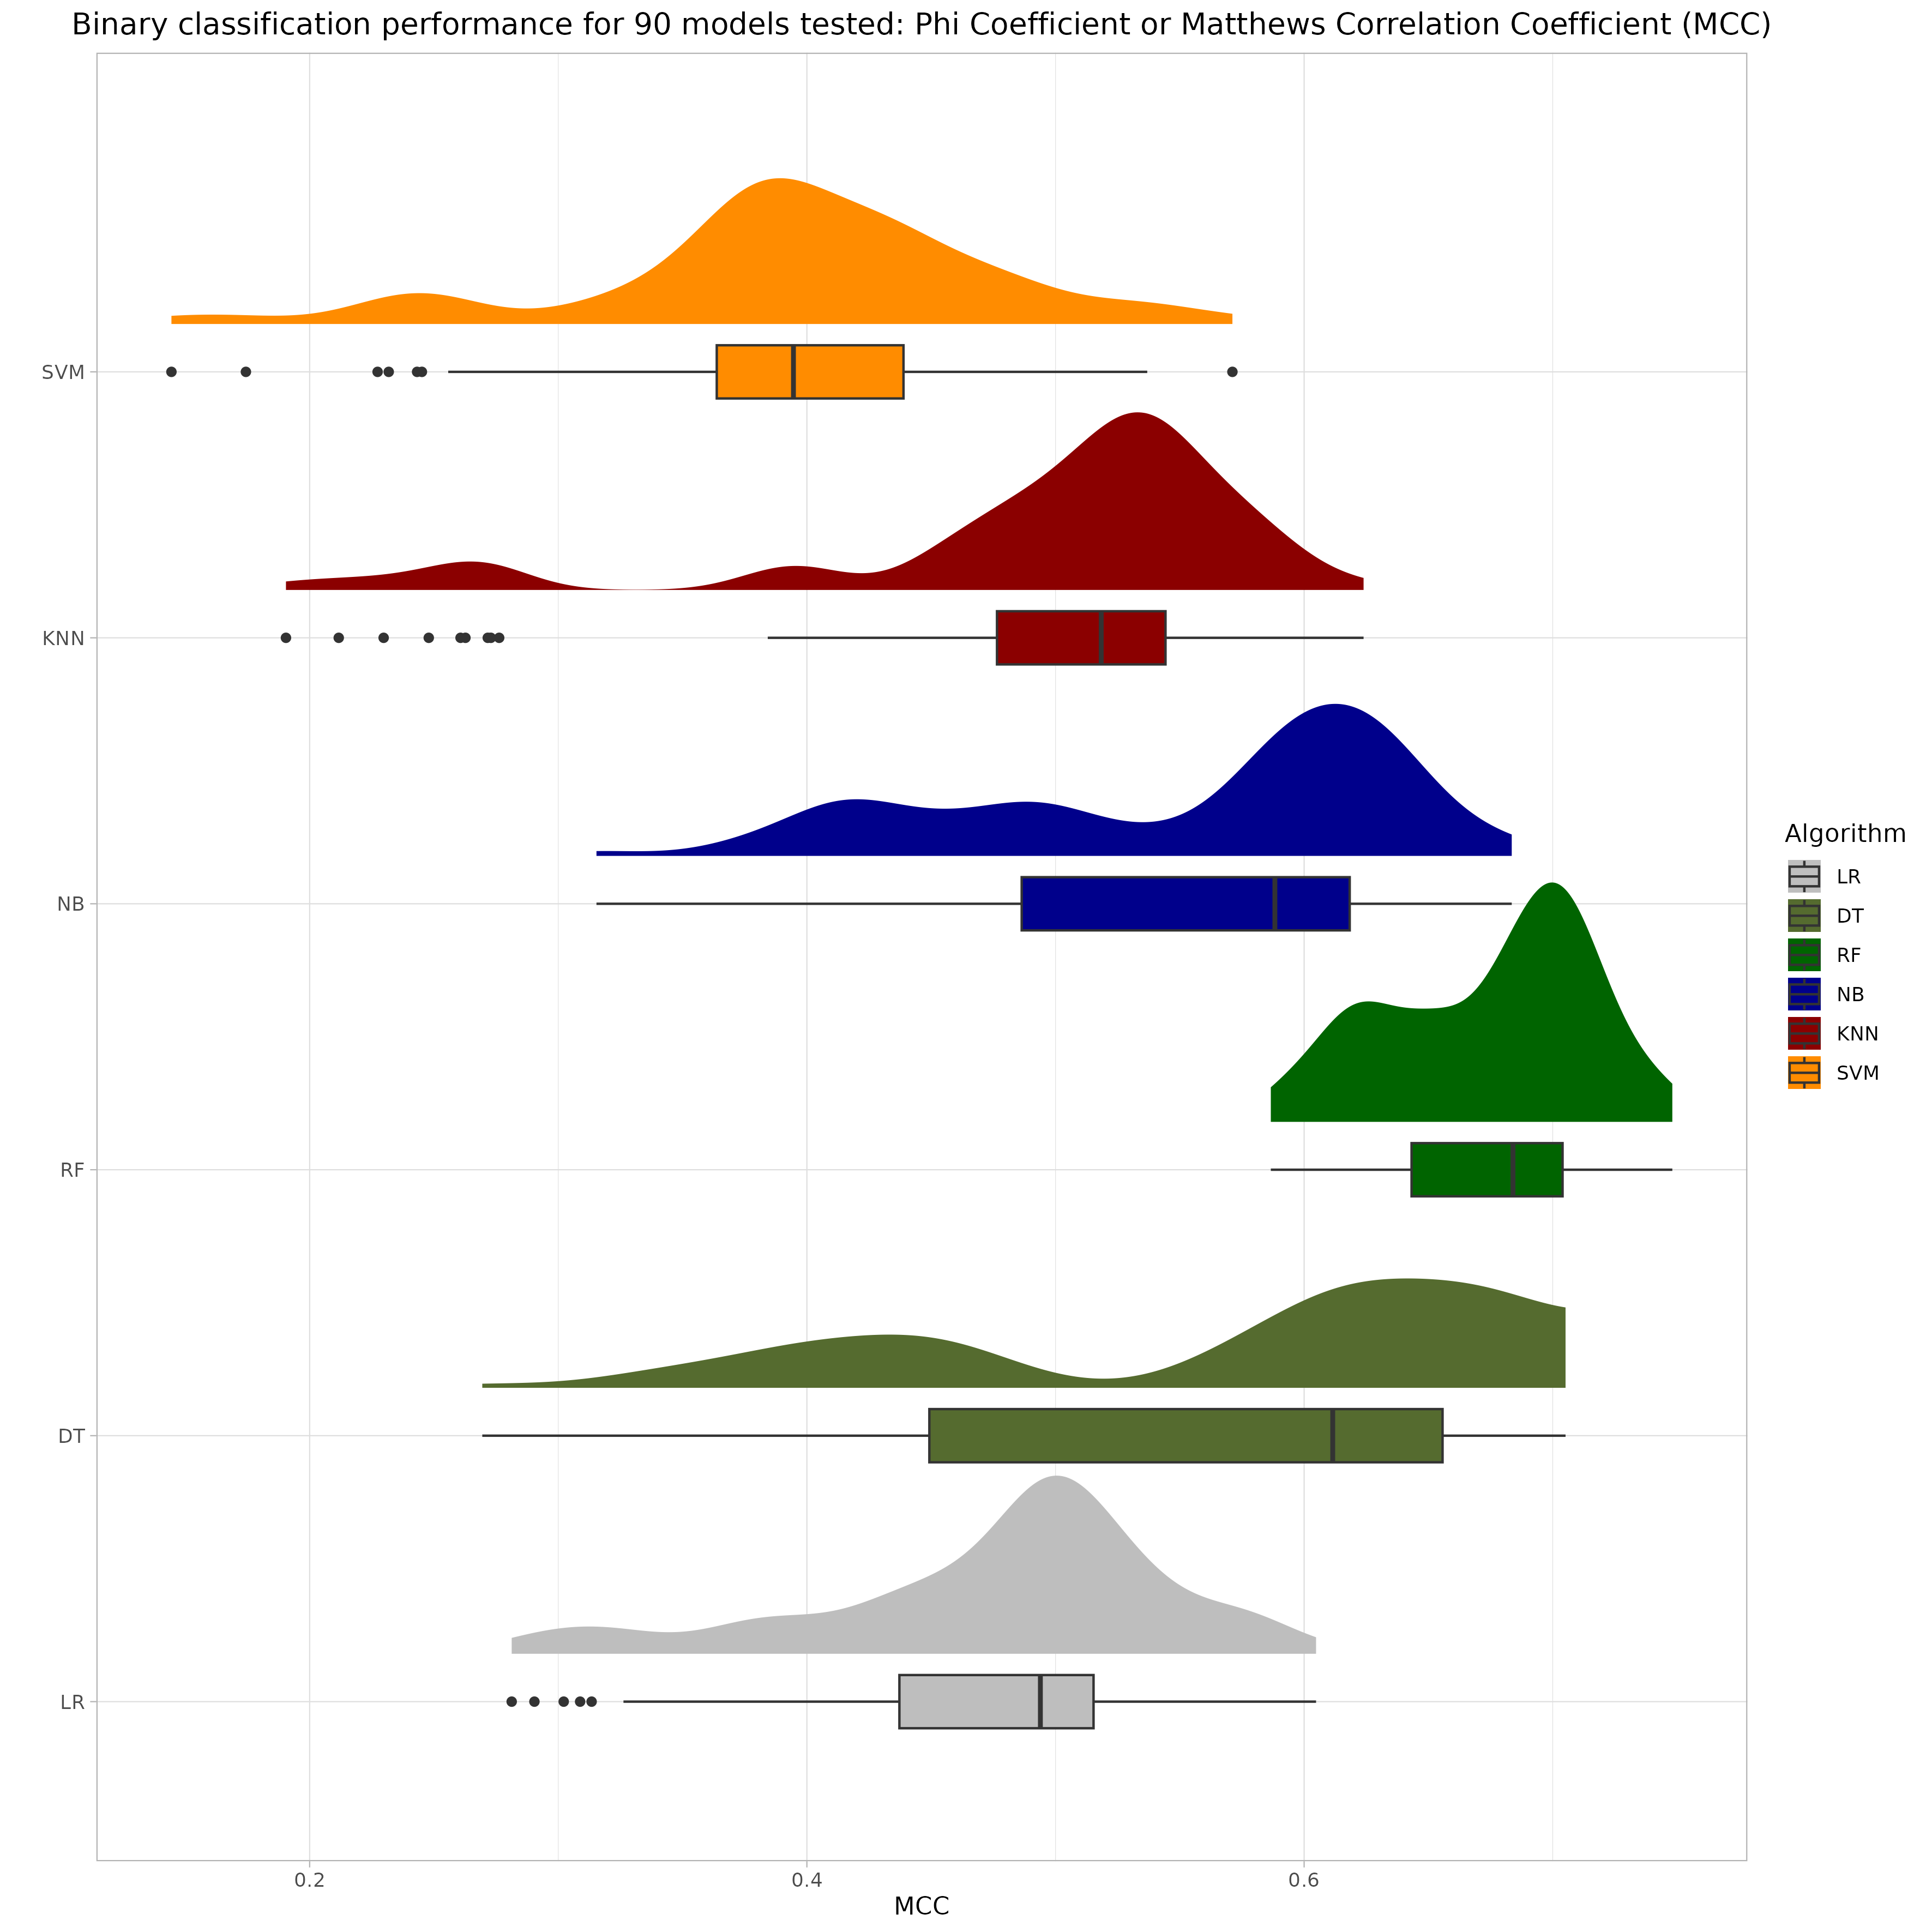 Binary classification performance for 90 models tested: Phi Coefficient or Matthews Correlation Coefficient (MCC)
SVM
KNN
NB
RF
DT
LR
0.2 0.4 0.6
MCC
Algorithm
LR
DT
RF
NB
KNN
SVM